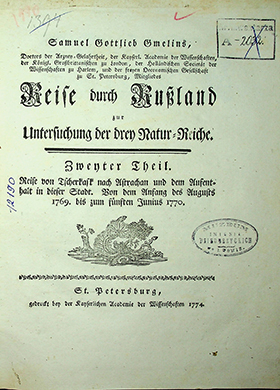 Samuel Gottlieb Gmelins,
Doctors der Arzney-Gelahrtheit, der Kayserl. Academie der Wissenschaften,
der Königl. Großbrittanischen zu London, der Holländischen Societät der
Wissenschaften zu Harlem, und der freyen Oeconomischen Gesellschaft
zu St. Petersburg, Mitgliedes
Reise durch Rußland
zur
Untersuchung der drey Natur-Reiche.
Zweyter Theil.
Reise von Tscherkask nach Astrachan und dem Aufent-
halt in dieser Stadt. Von dem Anfang des Augusts
1769. bis zum fünften Junius 1770.
St. Petersburg,
gedruckt bey der Kayserlichen Academie der Wissenschaften 1774.